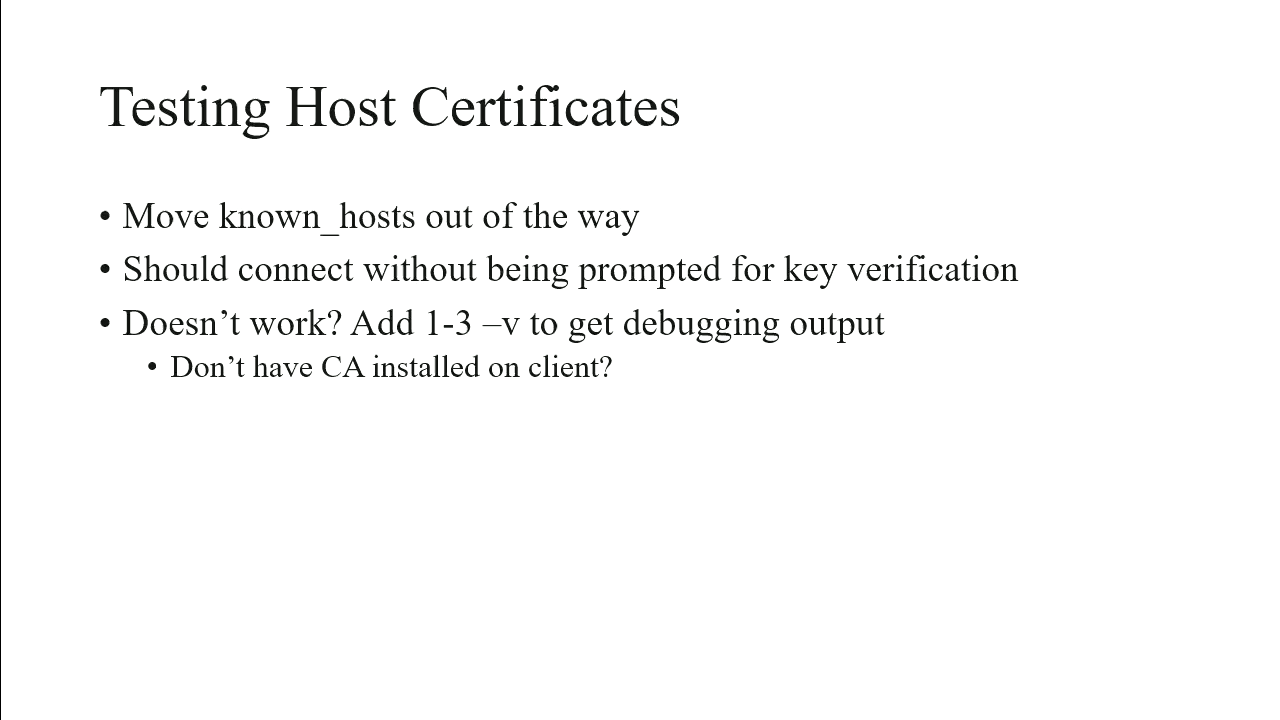 Testing Host Certificates
• Move known_hosts out of the way
• Should connect without being prompted for key verification
• Doesn’t work? Add 1-3 –v to get debugging output
• Don’t have CA installed on client?